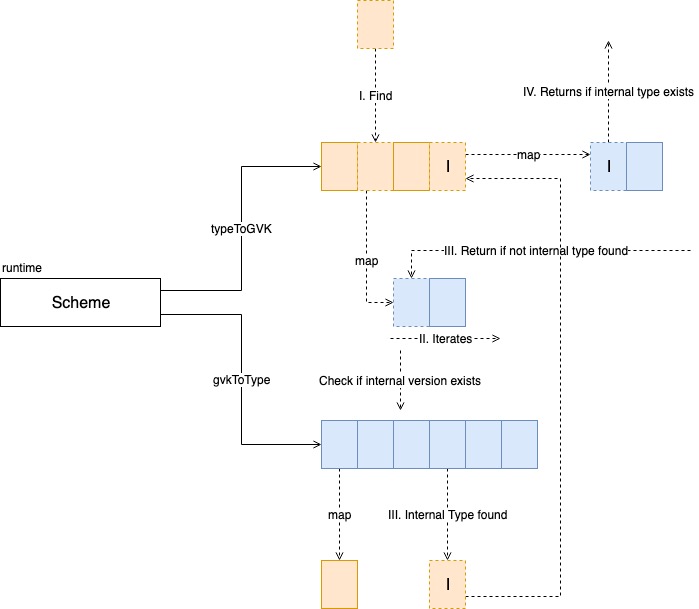 I. Find
IV. Returns if internal type exists
I
map
I
typeToGVK
III. Return if not internal type found
map
runtime
Scheme
II. Iterates
gvkToType
Check if internal version exists
map
III. Internal Type found
I